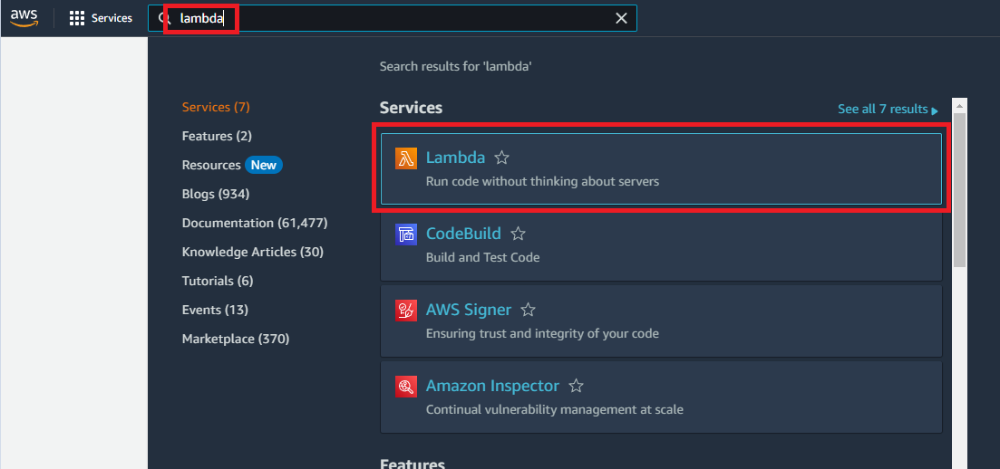 aws
Services
lambda
Search results for 'lambda'
Services (7)
Features (2)
Resources New
Blogs (934)
Documentation (61,477)
Knowledge Articles (30)
Tutorials (6)
Events (13)
Marketplace (370)
Services
See all 7 results
Lambda
Run code without thinking about servers
CodeBuild
Build and Test Code
AWS Signer
Ensuring trust and integrity of your code
Amazon Inspector
Continual vulnerability management at scale
Features